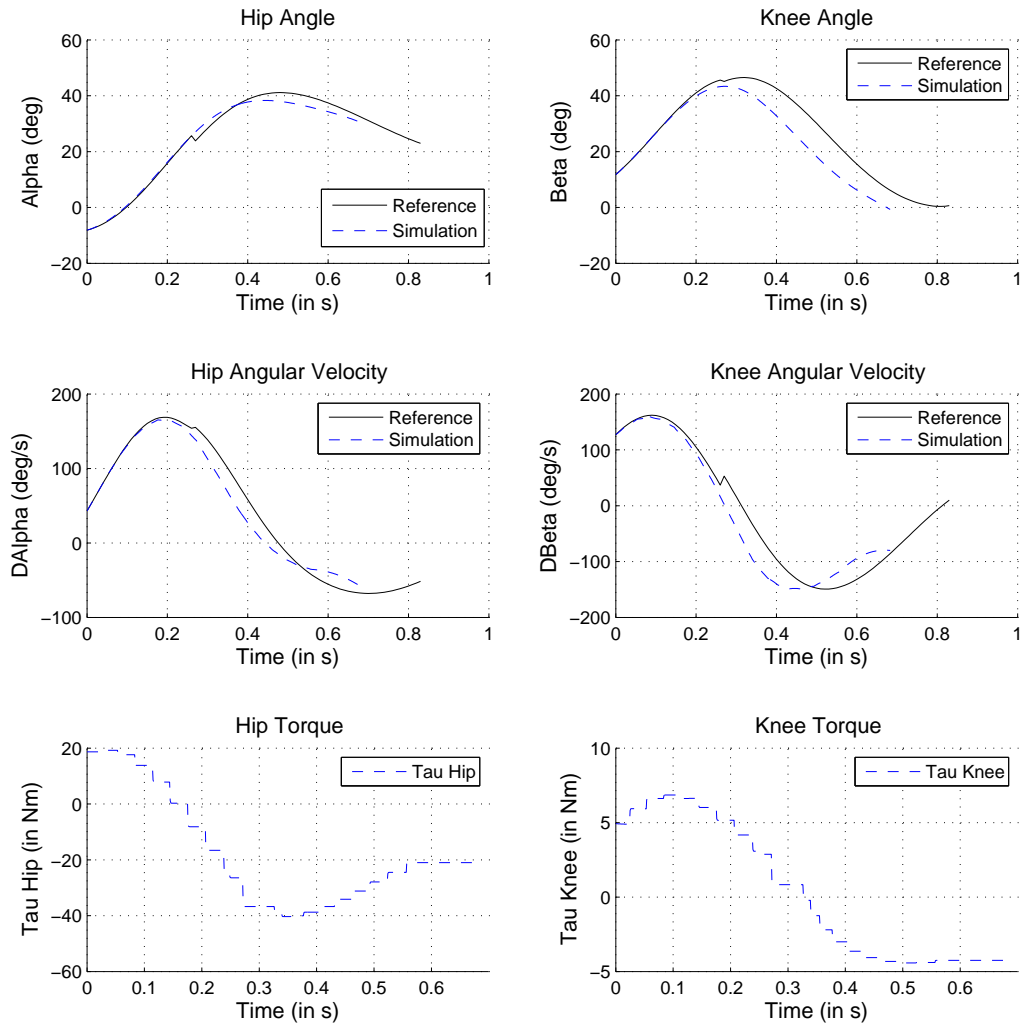 Hip Angle
60
40
20
0
−20
Alpha (deg)
Reference
Simulation
0 0.2 0.4 0.6 0.8 1
Time (in s)
Knee Angle
60
40
20
0
−20
Beta (deg)
Reference
Simulation
0 0.2 0.4 0.6 0.8 1
Time (in s)
Hip Angular Velocity
200
100
0
−100
DAlpha (deg/s)
Reference
Simulation
0 0.2 0.4 0.6 0.8 1
Time (in s)
Knee Angular Velocity
200
100
0
−100
−200
DBeta (deg/s)
Reference
Simulation
0 0.2 0.4 0.6 0.8 1
Time (in s)
Hip Torque
20
0
−20
−40
−60
Tau Hip (in Nm)
Tau Hip
0 0.1 0.2 0.3 0.4 0.5 0.6
Time (in s)
Knee Torque
10
5
0
−5
Tau Knee (in Nm)
Tau Knee
0 0.1 0.2 0.3 0.4 0.5 0.6
Time (in s)